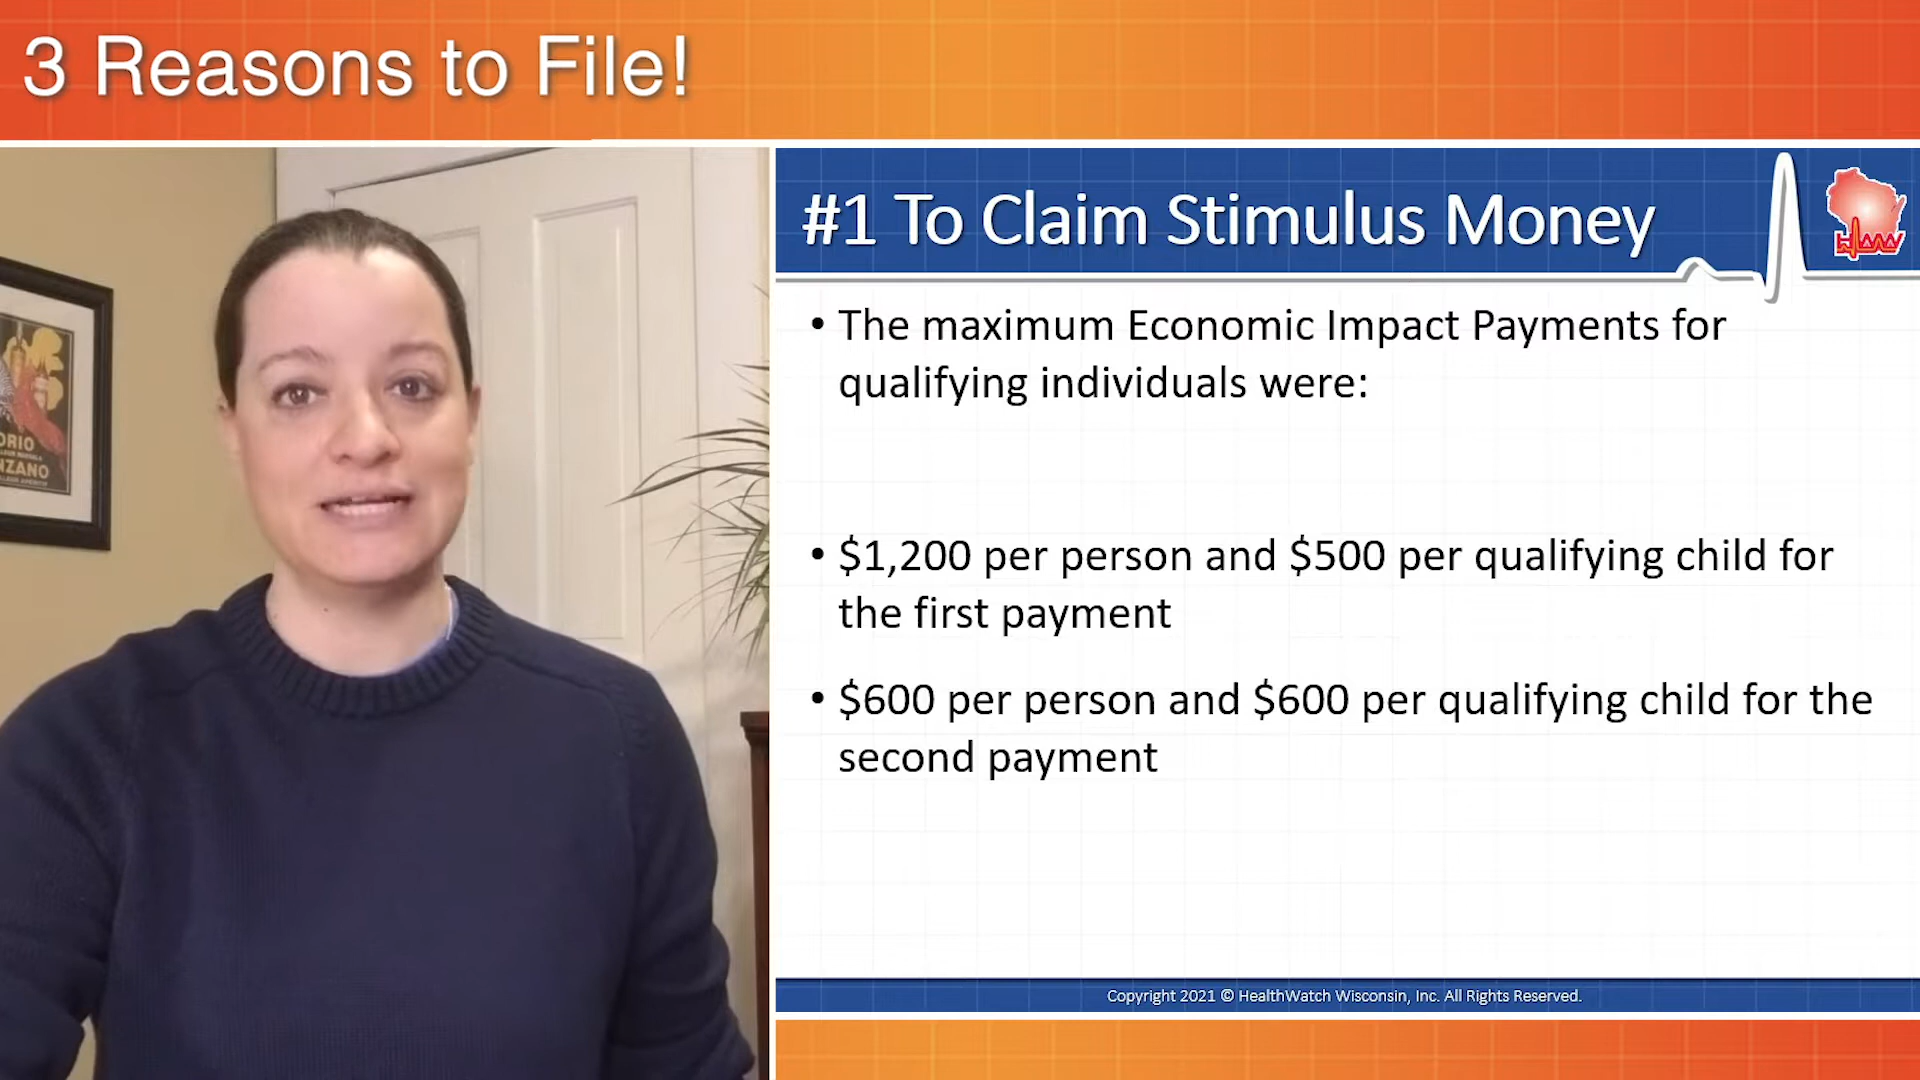 3 Reasons to File!
#1 To Claim Stimulus Money
• The maximum Economic Impact Payments for
qualifying individuals were:
• $1,200 per person and $500 per qualifying child for
the first payment
• $600 per person and $600 per qualifying child for the
second payment
Copyright 2021 © HealthWatch Wisconsin, Inc. All Rights Reserved.
ORIO
NZANO